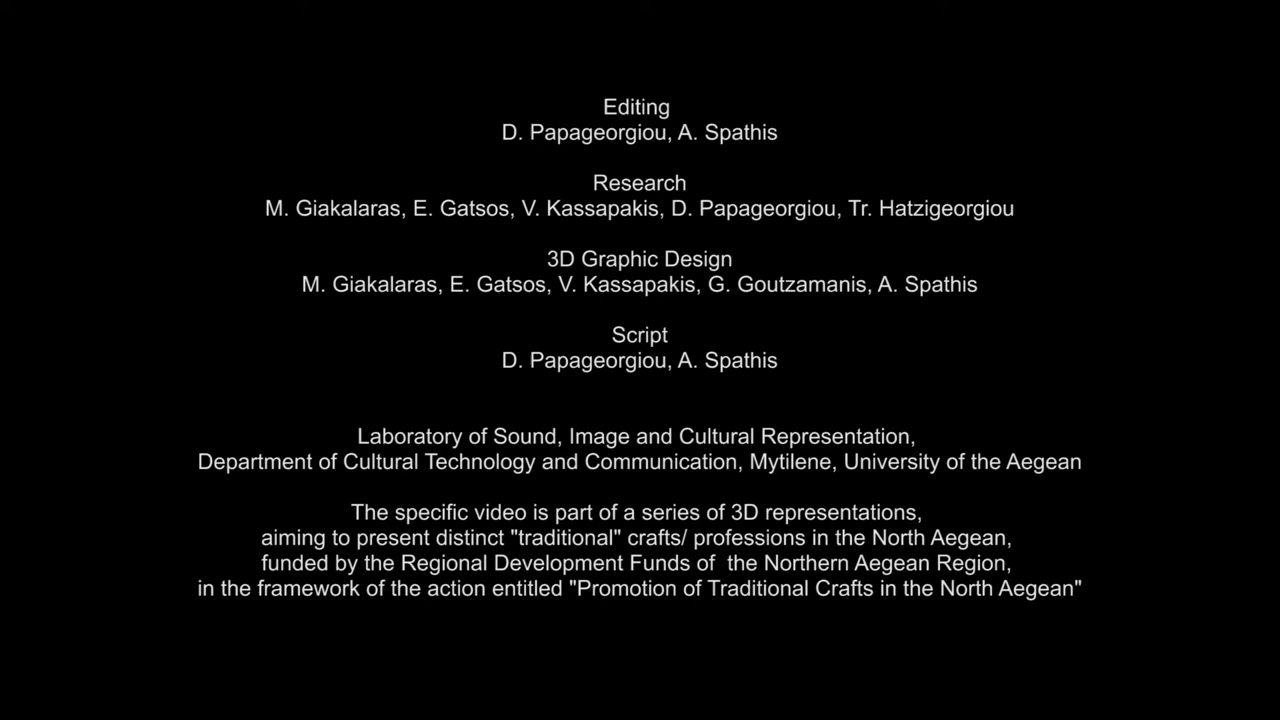 Editing
D. Papageorgiou, A. Spathis
Research
M. Giakalaras, E. Gatsos, V. Kassapakis, D. Papageorgiou, Tr. Hatzigeorgiou
3D Graphic Design
M. Giakalaras, E. Gatsos, V. Kassapakis, G. Goutzamanis, A. Spathis
Script
D. Papageorgiou, A. Spathis
Laboratory of Sound, Image and Cultural Representation,
Department of Cultural Technology and Communication, Mytilene, University of the Aegean
The specific video is part of a series of 3D representations,
aiming to present distinct "traditional" crafts/ professions in the North Aegean,
funded by the Regional Development Funds of  the Northern Aegean Region,
in the framework of the action entitled "Promotion of Traditional Crafts in the North Aegean"